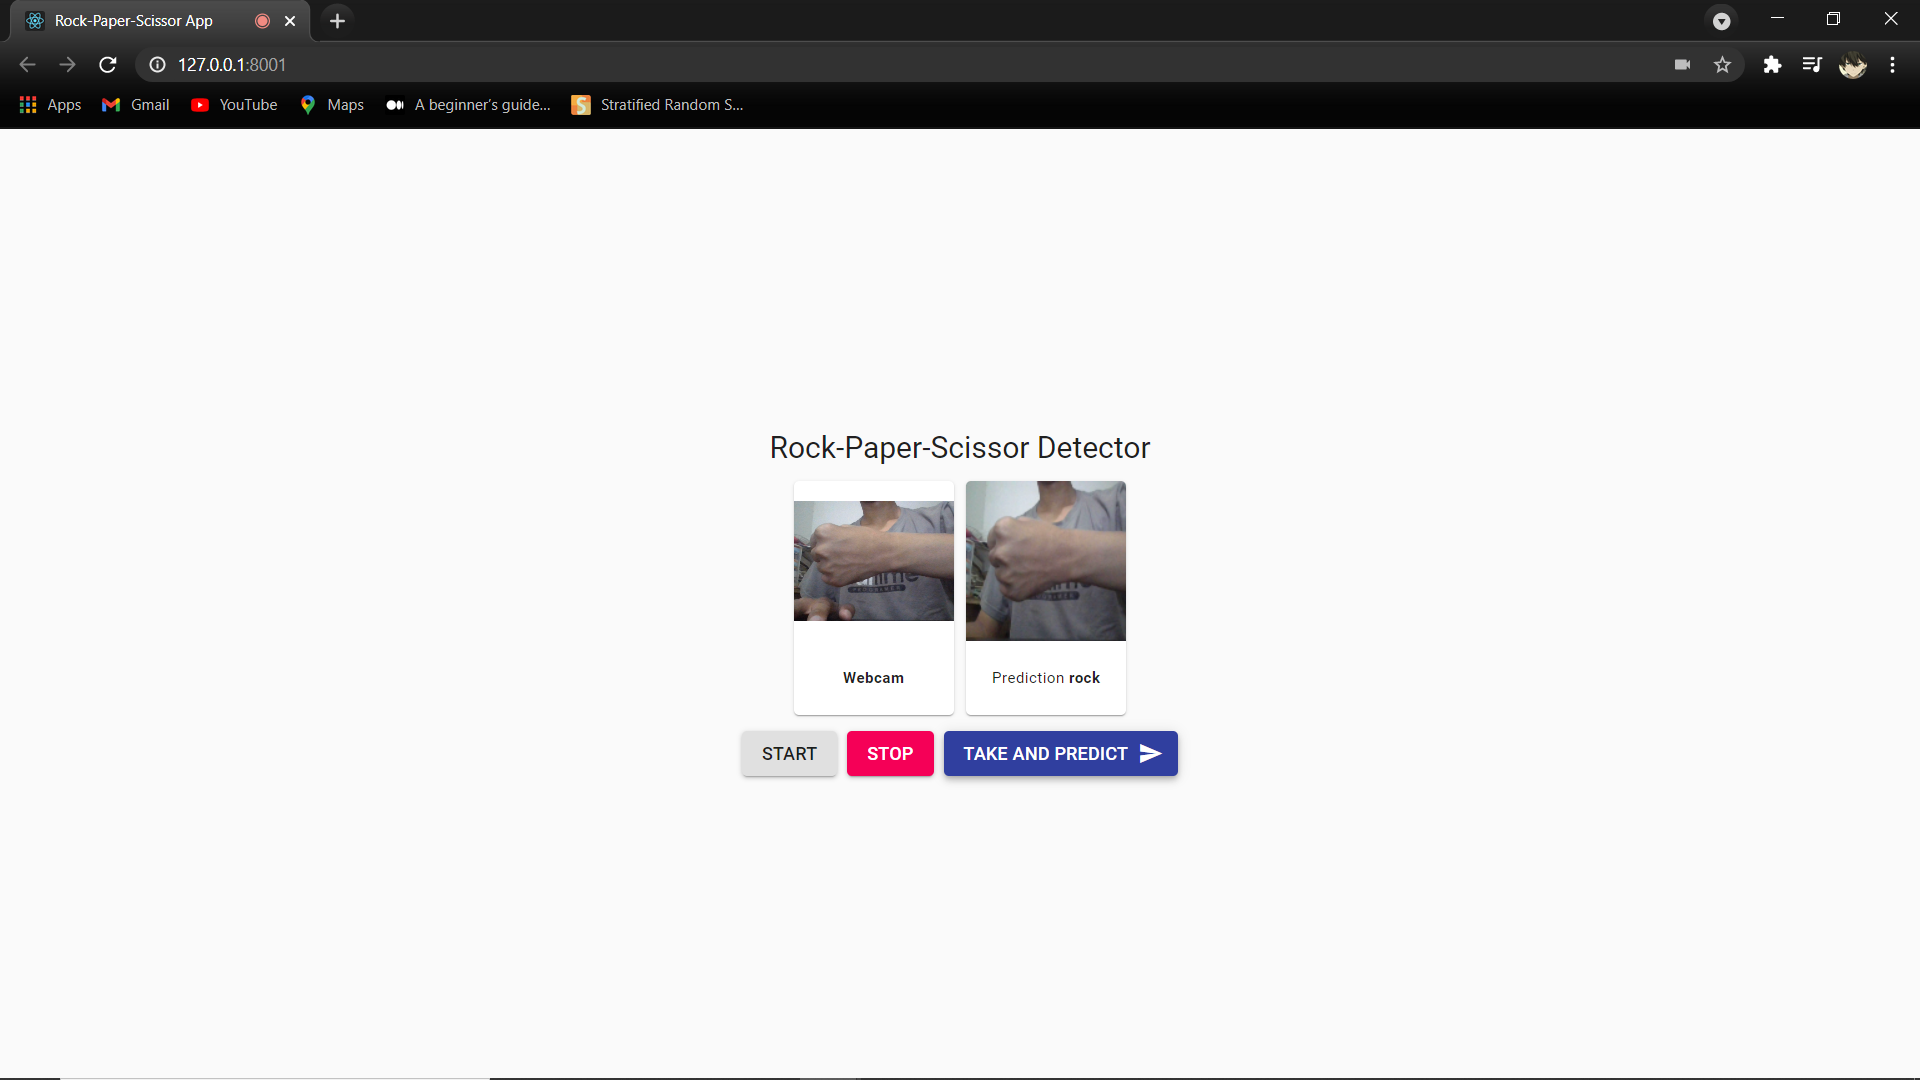 Rock-Paper-Scissor App
127.0.0.1:8001
Apps Gmail YouTube Maps A beginner's guide... Stratified Random S...
Rock-Paper-Scissor Detector
Webcam
Prediction rock
START STOP TAKE AND PREDICT